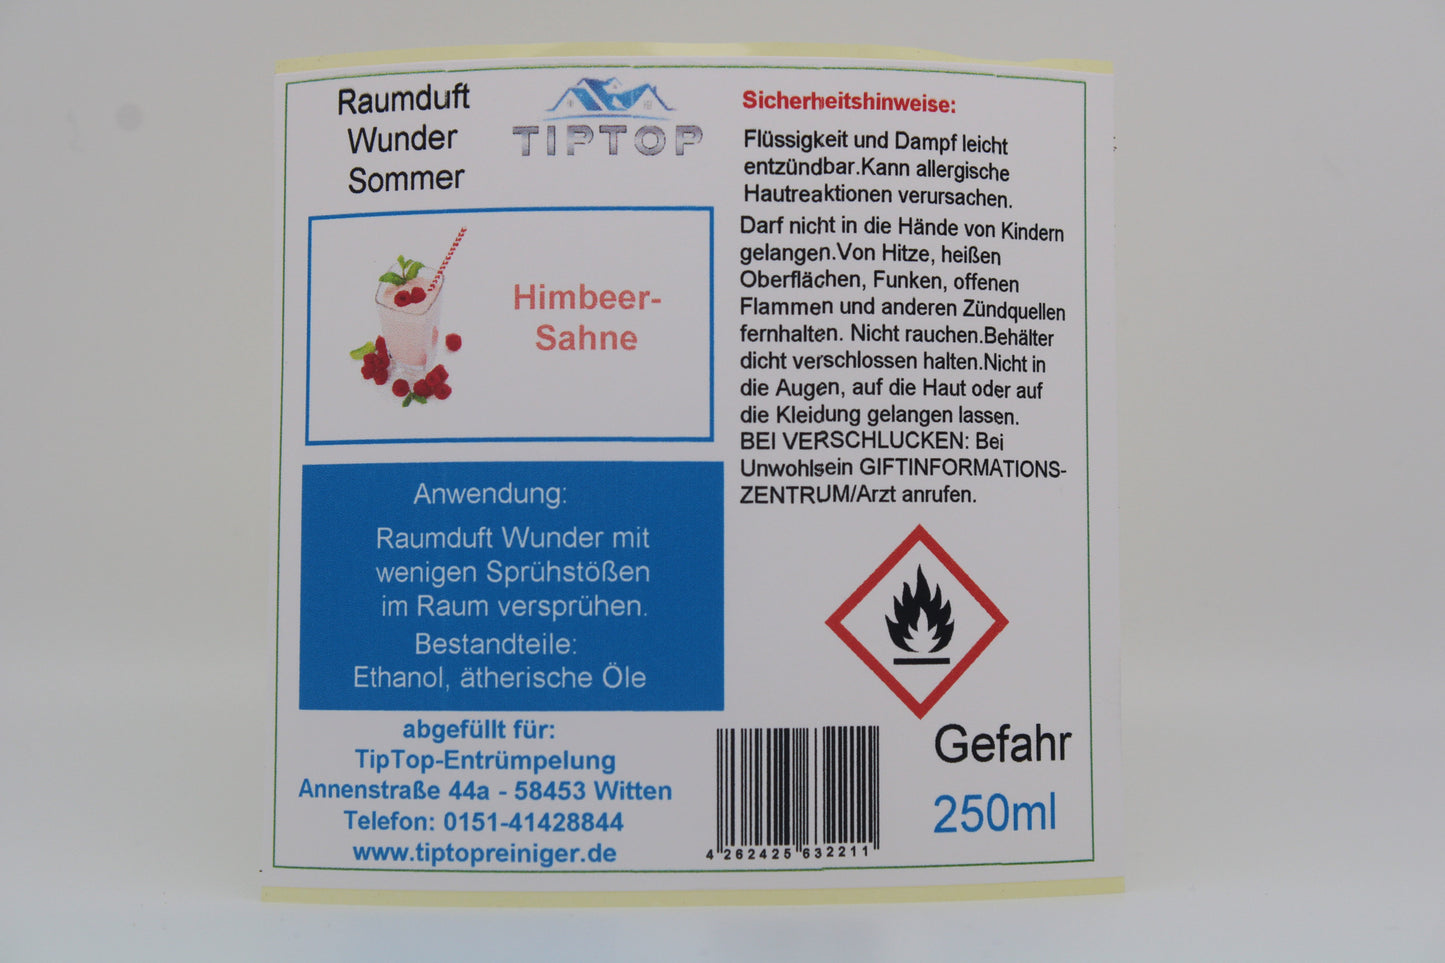 Raumduft
Wunder
Sommer
TIPTOP
Himbeer-
Sahne
Anwendung:
Raumduft Wunder mit
wenigen Sprühstößen
im Raum versprühen.
Bestandteile:
Ethanol, ätherische Öle
abgefüllt für:
TipTop-Entrümpelung
Annenstraße 44a - 58453 Witten
Telefon: 0151-41428844
www.tiptopreiniger.de
Sicherheitshinweise:
Flüssigkeit und Dampf leicht
entzündbar.Kann allergische
Hautreaktionen verursachen.
Darf nicht in die Hände von Kindern
gelangen.Von Hitze, heißen
Oberflächen, Funken, offenen
Flammen und anderen Zündquellen
fernhalten. Nicht rauchen.Behälter
dicht verschlossen halten.Nicht in
die Augen, auf die Haut oder auf
die Kleidung gelangen lassen.
BEI VERSCHLUCKEN: Bei
Unwohlsein GIFTINFORMATIONS-
ZENTRUM/Arzt anrufen.
Gefahr
250ml
4 262425 632211